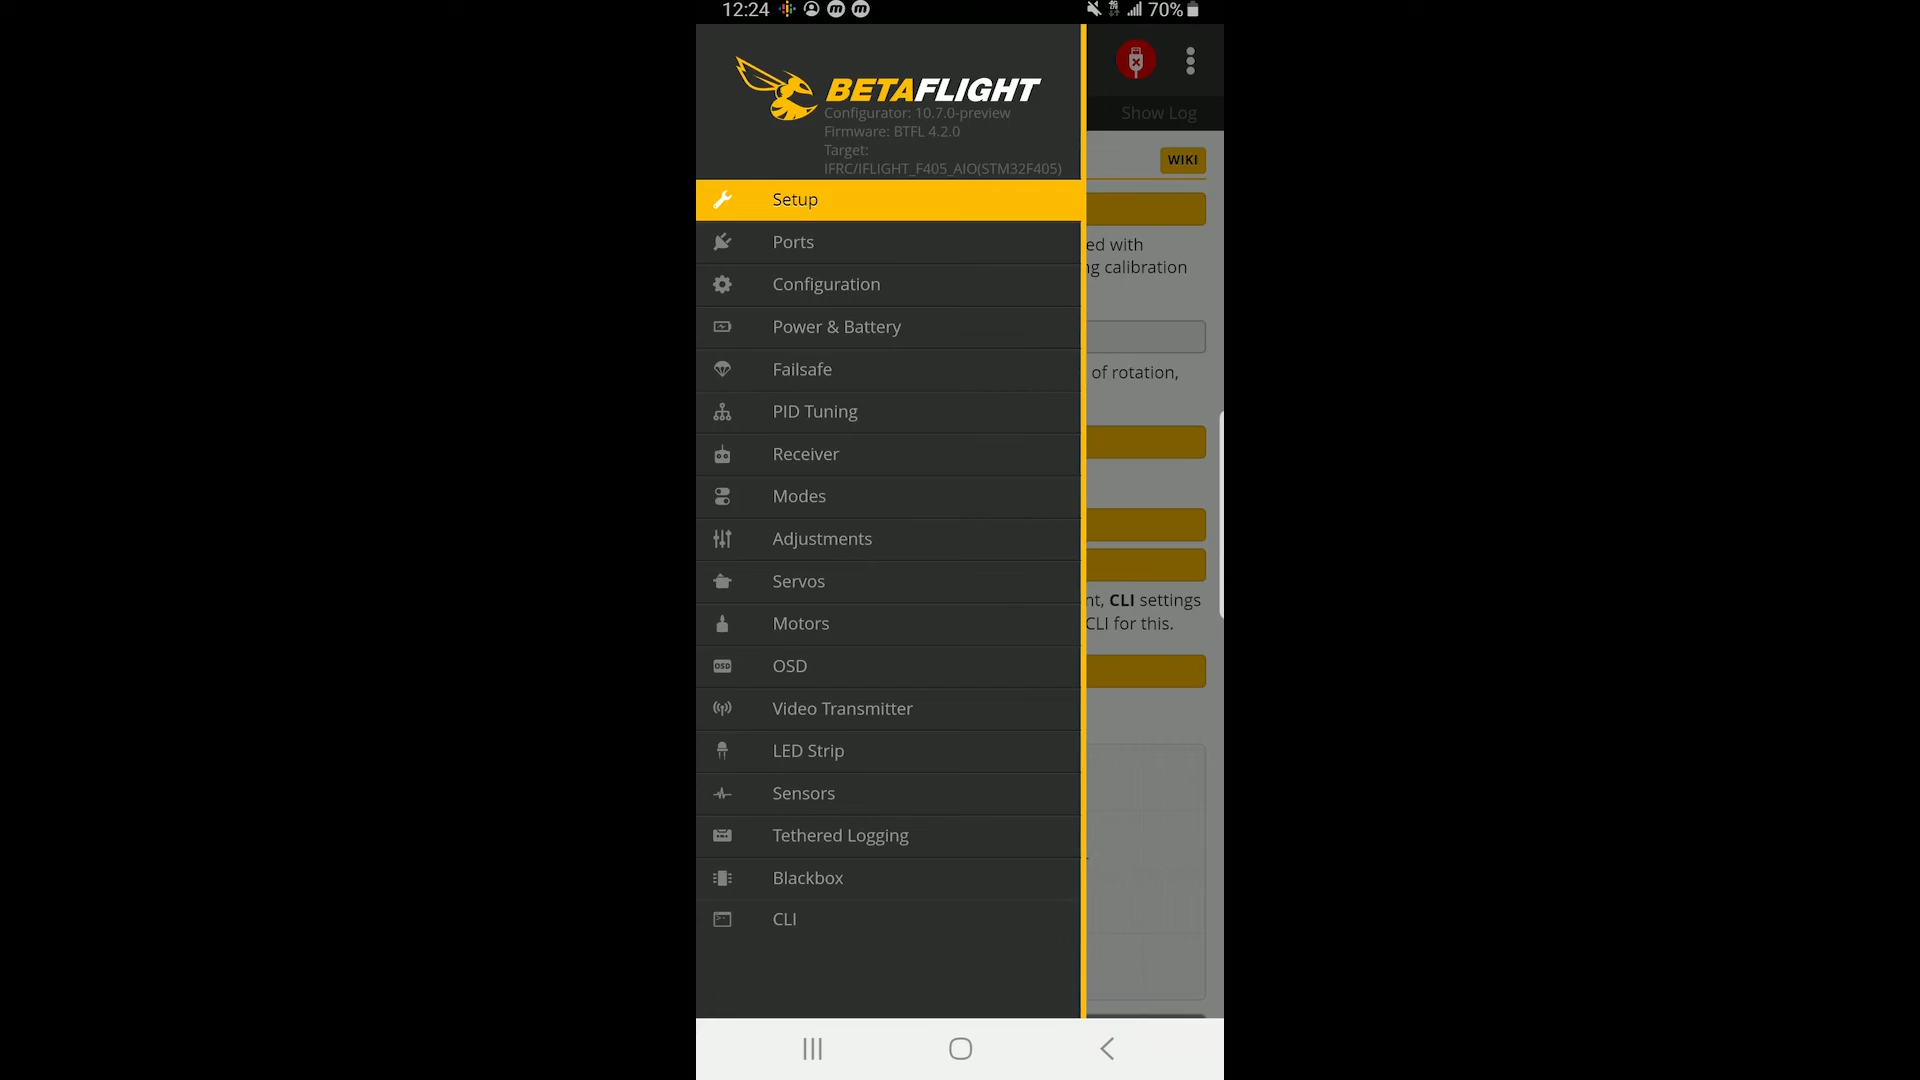 12:24
70%
BETAFLIGHT
Configurator: 10.7.0-preview
Firmware: BTFL 4.2.0
Target:
IFRC/IFLIGHT_F405_AIO(STM32F405)
Show Log
WIKI
Setup
Ports
Configuration
Power & Battery
Failsafe
PID Tuning
Receiver
Modes
Adjustments
Servos
Motors
OSD
OSD
Video Transmitter
LED Strip
Sensors
Tethered Logging
Blackbox
CLI
ed with
calibration
of rotation,
CLI settings
CLI for this.